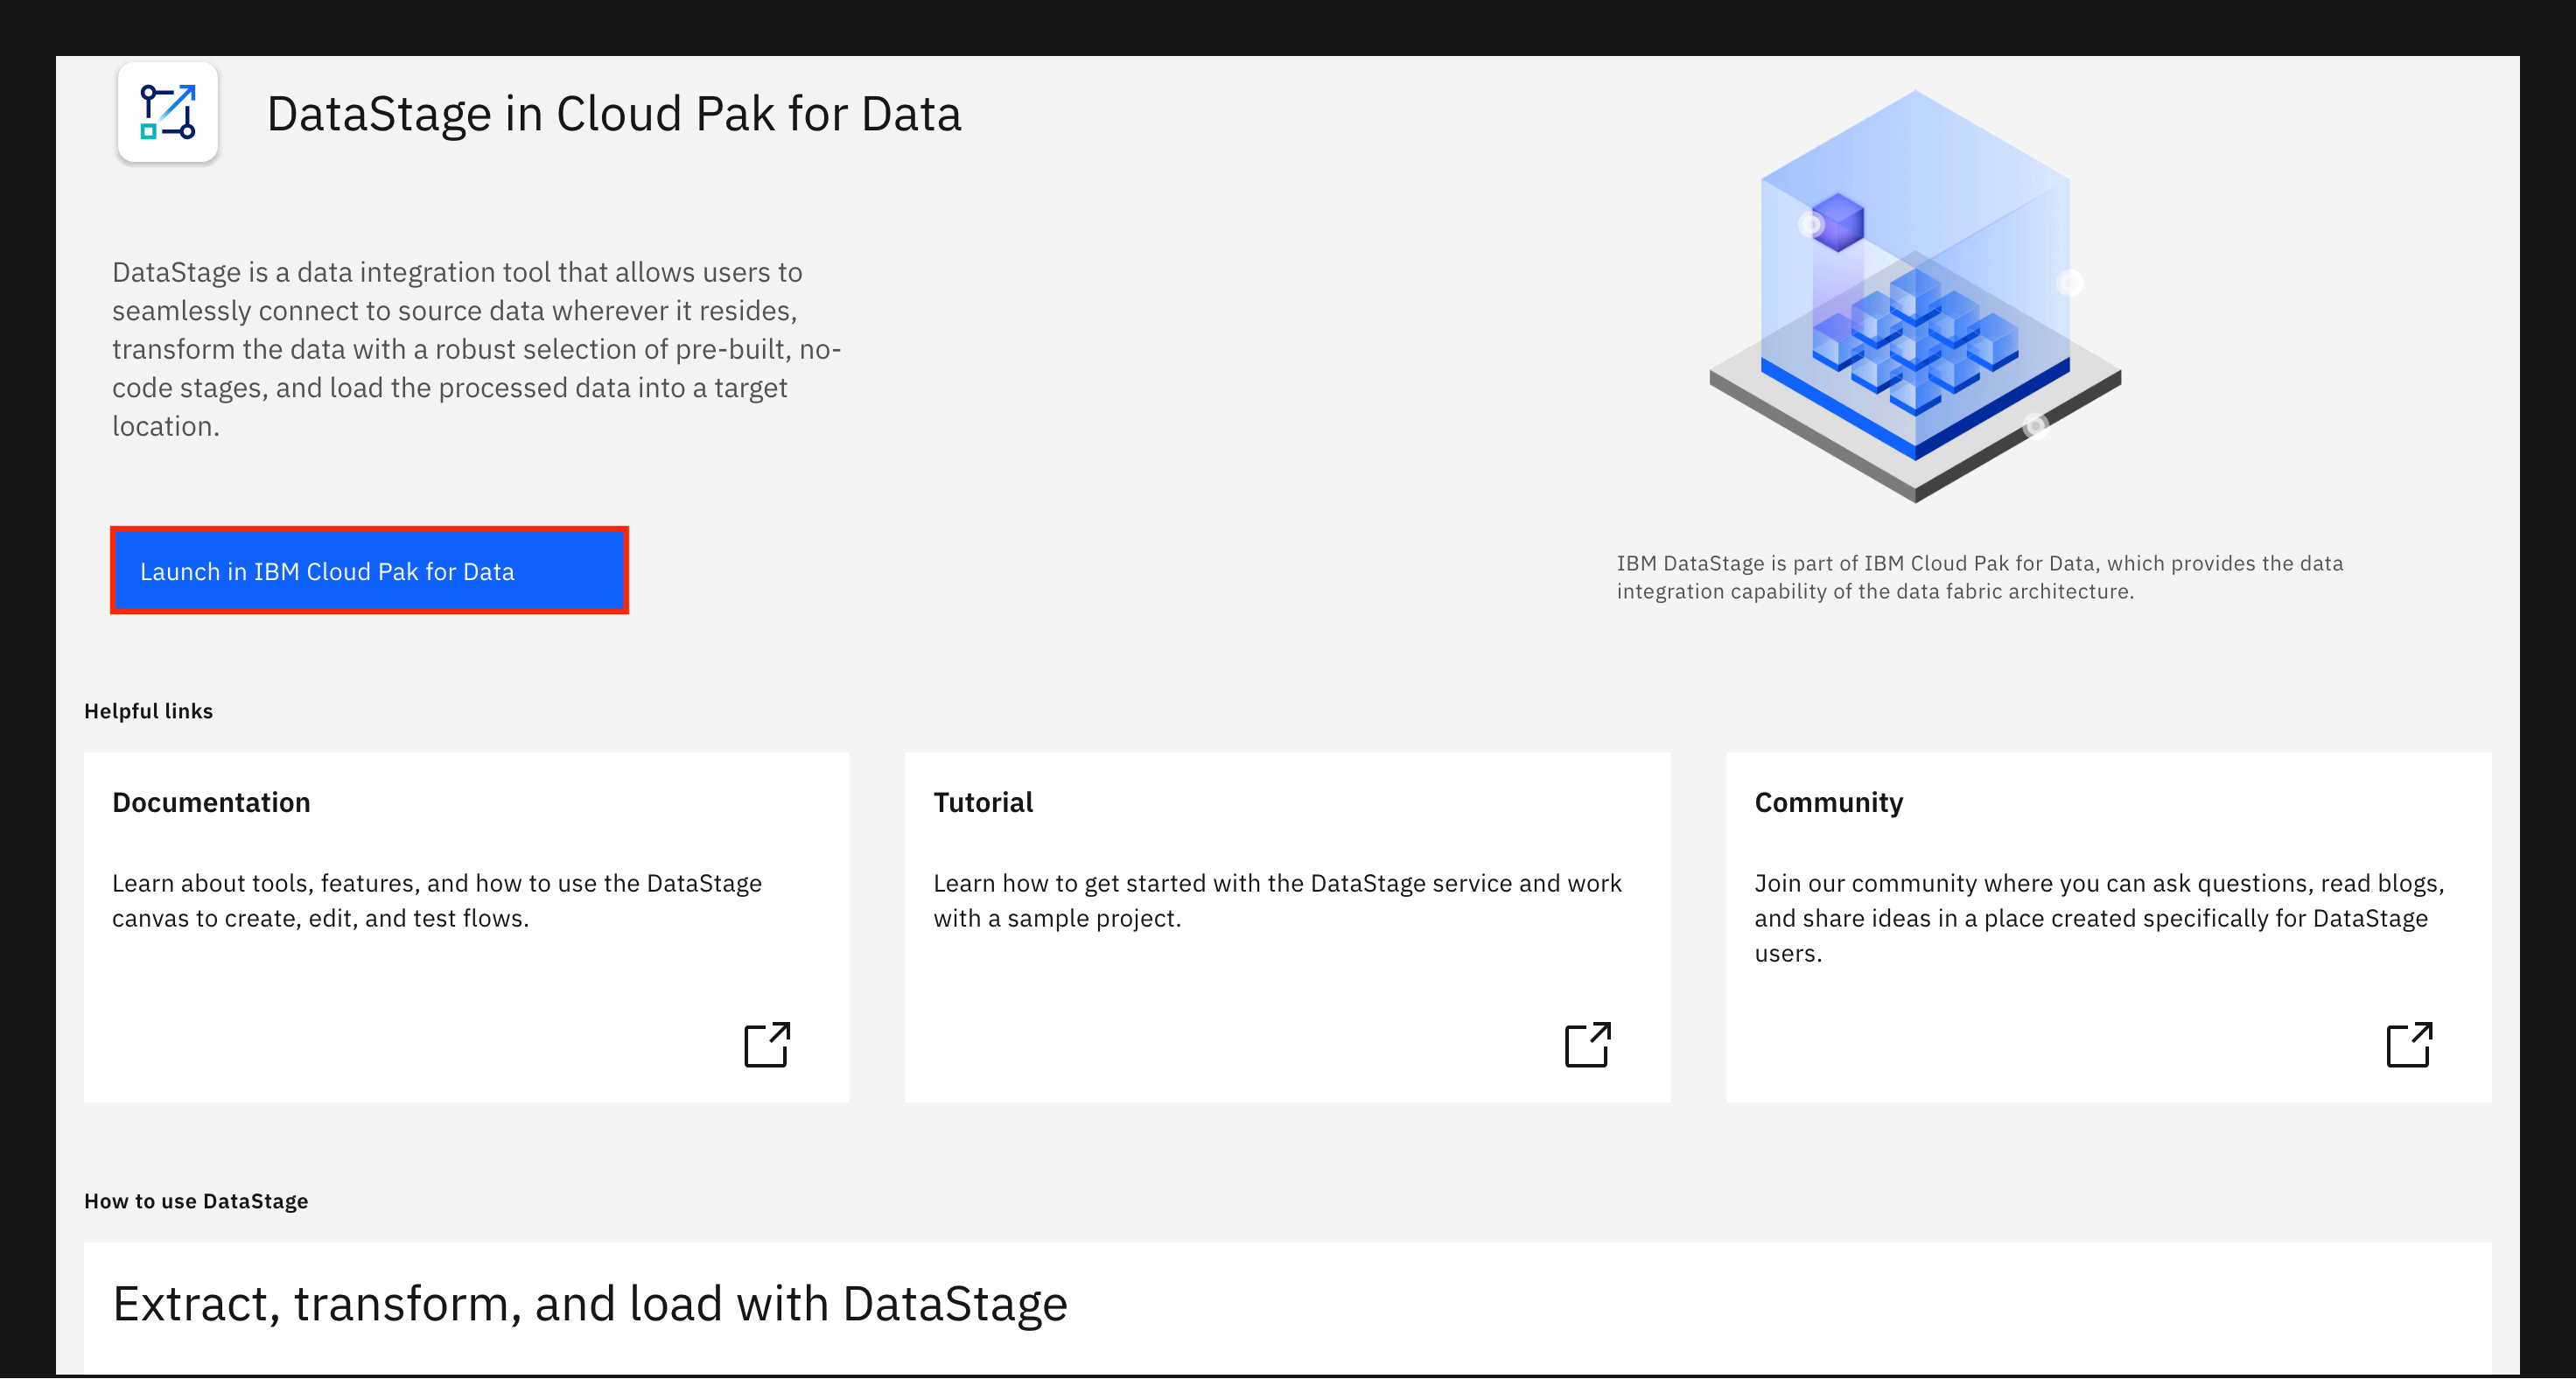 DataStage in Cloud Pak for Data
DataStage is a data integration tool that allows users to
seamlessly connect to source data wherever it resides,
transform the data with a robust selection of pre-built, no-
code stages, and load the processed data into a target
location.
Launch in IBM Cloud Pak for Data
IBM DataStage is part of IBM Cloud Pak for Data, which provides the data
integration capability of the data fabric architecture.
Helpful links
Documentation
Learn about tools, features, and how to use the DataStage
canvas to create, edit, and test flows.
Tutorial
Learn how to get started with the DataStage service and work
with a sample project.
Community
Join our community where you can ask questions, read blogs,
and share ideas in a place created specifically for DataStage
users.
How to use DataStage
Extract, transform, and load with DataStage